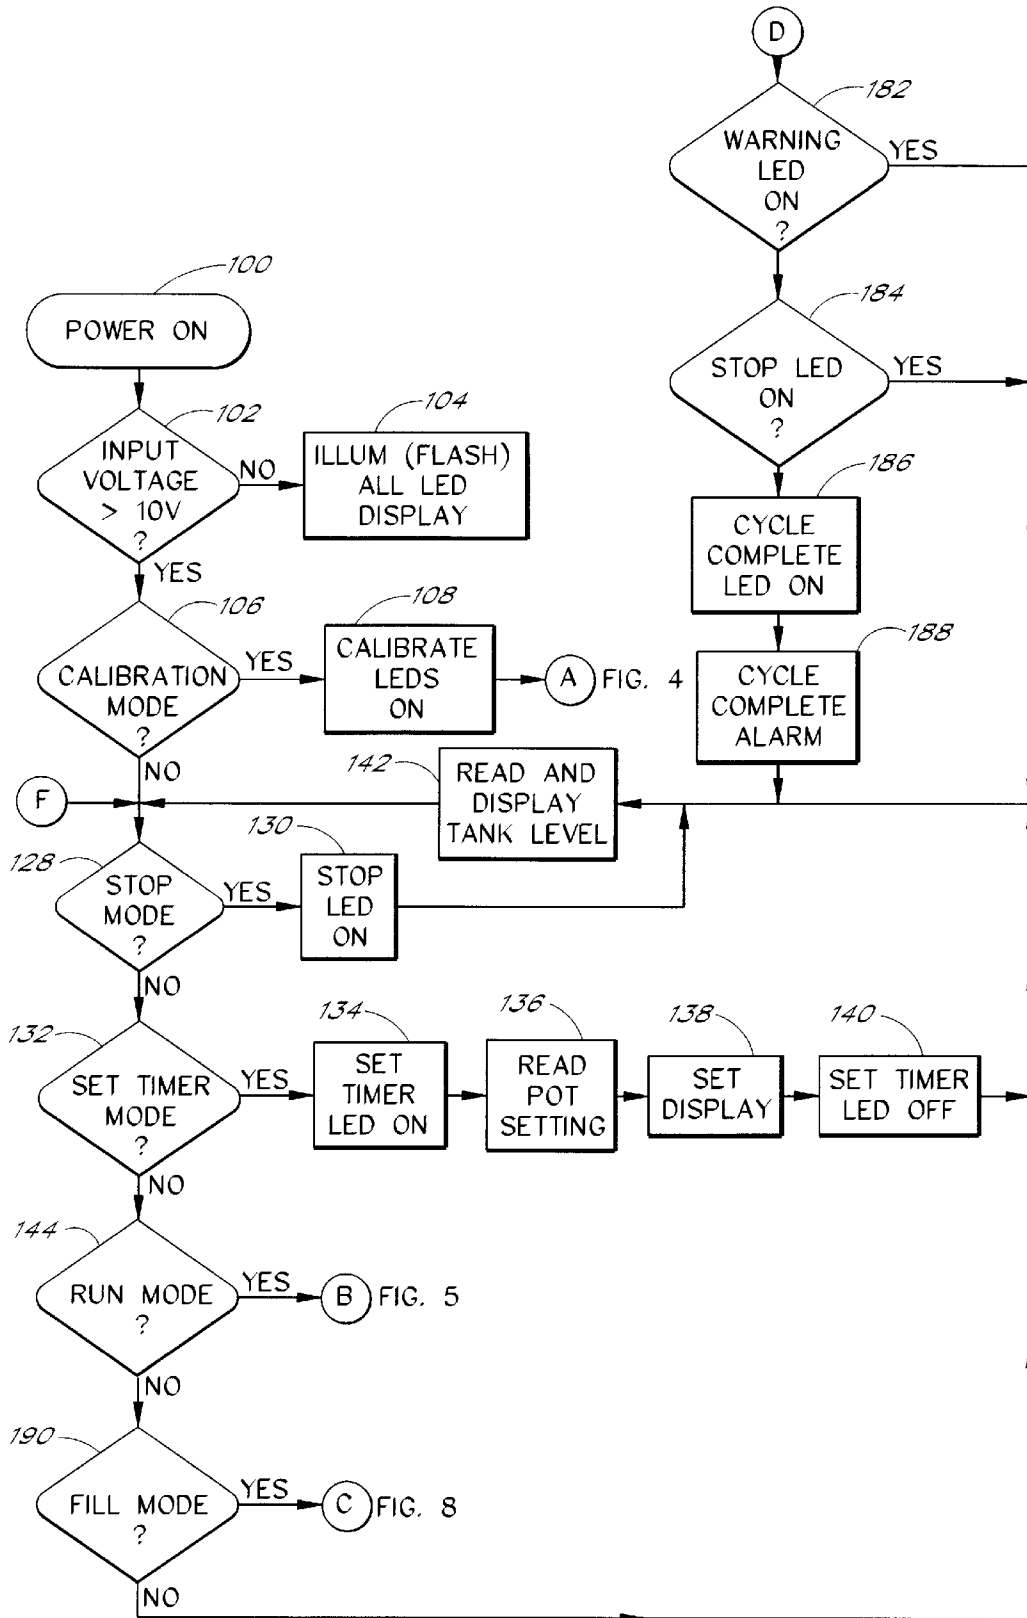 D
182
WARNING
LED
ON
?
YES
184
STOP LED
ON
?
YES
186
CYCLE
COMPLETE
LED ON
188
CYCLE
COMPLETE
ALARM
100
POWER ON
102
INPUT
VOLTAGE
> 10V
?
NO
104
ILLUM (FLASH)
ALL LED
DISPLAY
YES
106
CALIBRATION
MODE
?
YES
108
CALIBRATE
LEDS
ON
A FIG. 4
NO
F
142
READ AND
DISPLAY
TANK LEVEL
128
STOP
MODE
?
YES
130
STOP
LED
ON
NO
132
SET TIMER
MODE
?
YES
134
SET
TIMER
LED ON
136
READ
POT
SETTING
138
SET
DISPLAY
140
SET TIMER
LED OFF
NO
144
RUN MODE
?
YES
B FIG. 5
NO
190
FILL MODE
?
YES
C FIG. 8
NO